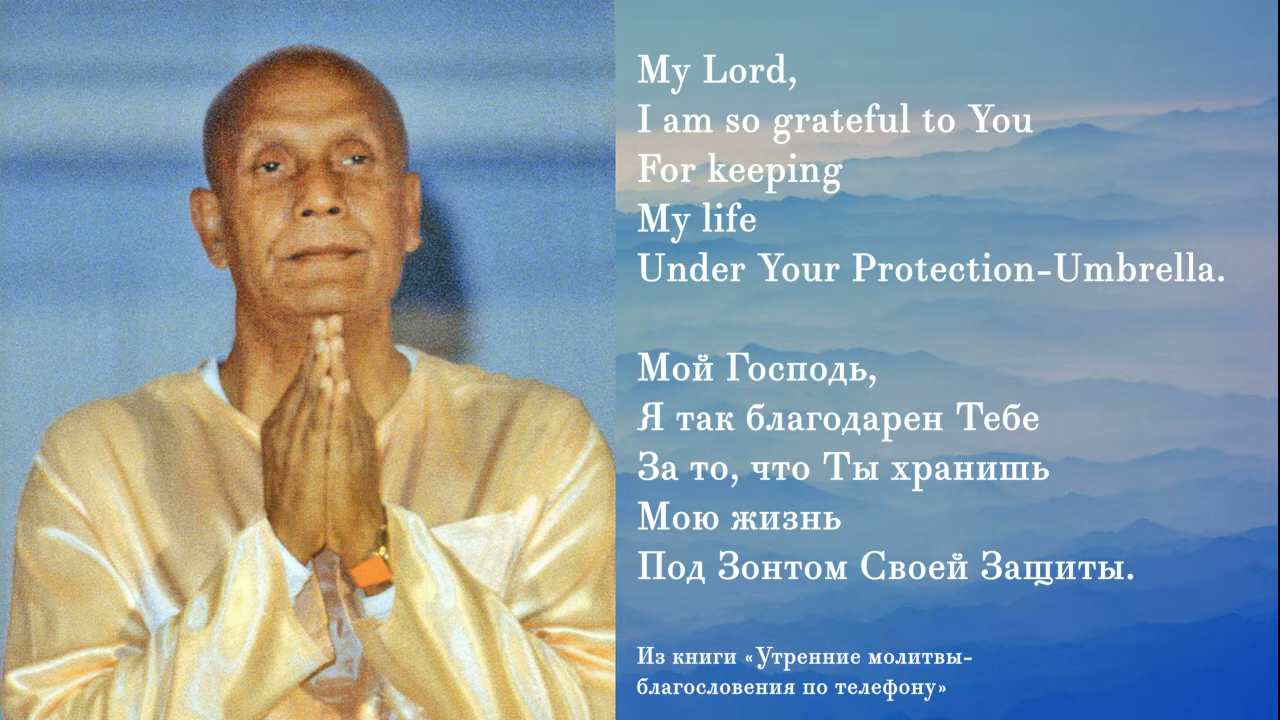 My Lord,
I am so grateful to You
For keeping
My life
Under Your Protection-Umbrella.
Мой Господь,
Я так благодарен Тебе
За то, что Ты хранишь
Мою жизнь
Под Зонтом Своей Защиты.
Из книги «Утренние молитвы-
благословения по телефону»